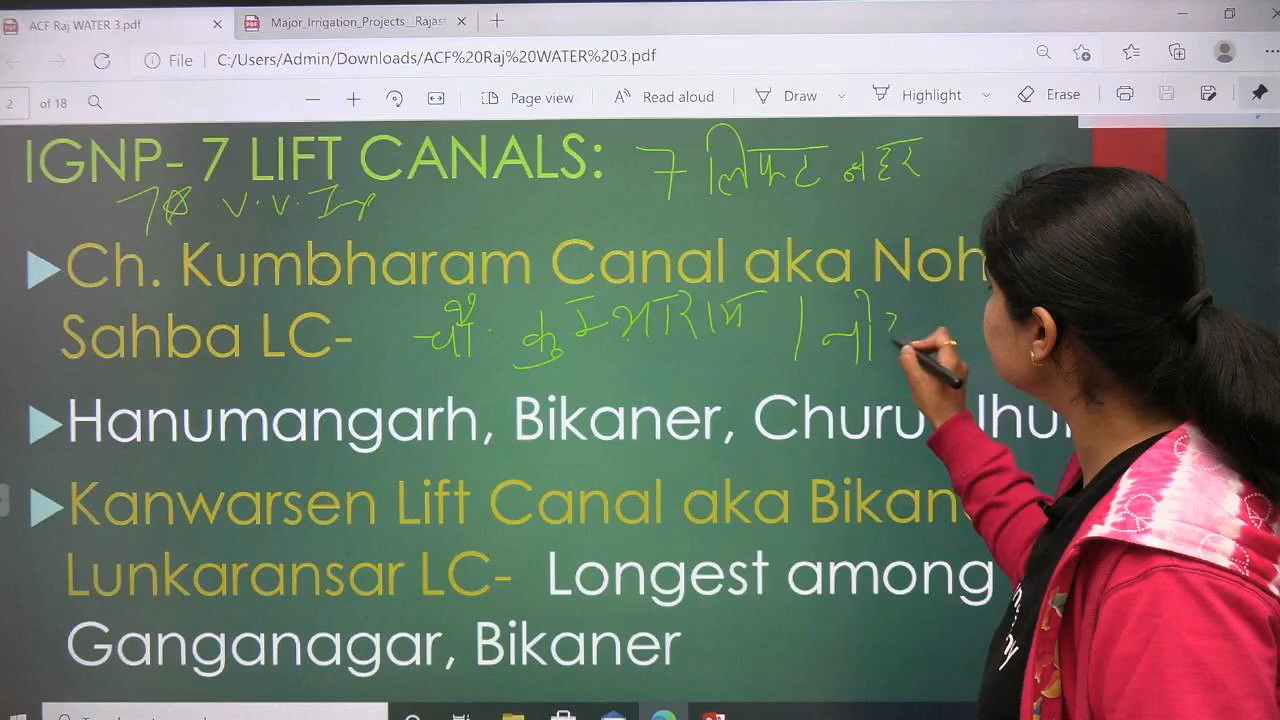 ACF Raj WATER 3.pdf
Major_Irrigation_Projects__Rajast
File C:/Users/Admin/Downloads/ACF%20Raj%20WATER%203.pdf
2 of 18 Page view Read aloud Draw Highlight Erase
IGNP- 7 LIFT CANALS: 7 लिफ्ट नहर
V.V. Imp
Ch. Kumbharam Canal aka Noh
Sahba LC- चौ. कुम्भाराम / नो
Hanumangarh, Bikaner, Churu
Kanwarsen Lift Canal aka Bikan
Lunkaransar LC- Longest among
Ganganagar, Bikaner